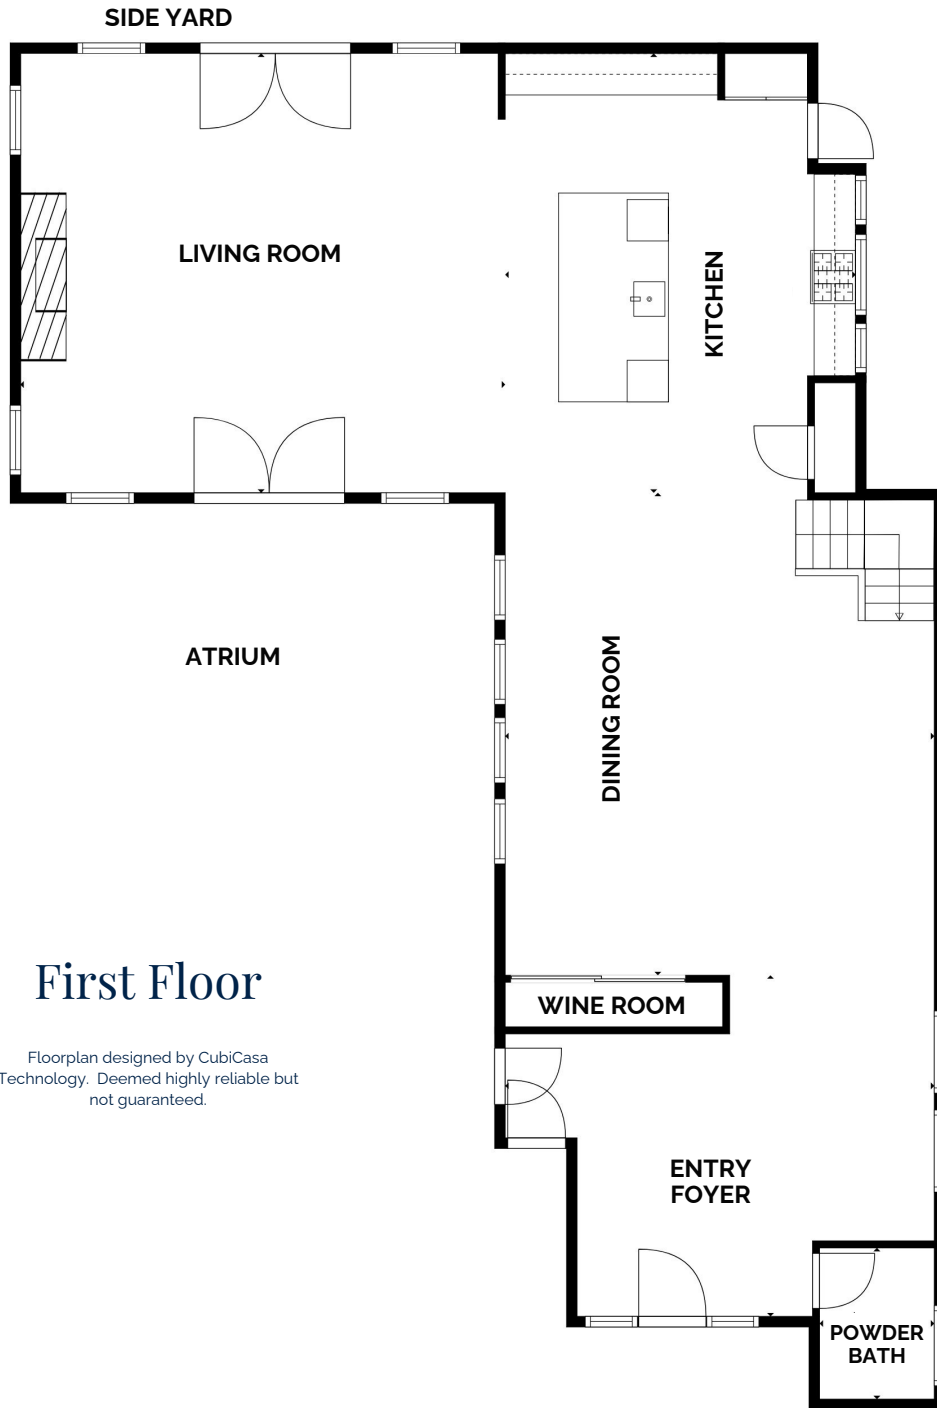 SIDE YARD
LIVING ROOM
KITCHEN
ATRIUM
DINING ROOM
First Floor
WINE ROOM
Floorplan designed by CubiCasa
Technology. Deemed highly reliable but
not guaranteed.
ENTRY
FOYER
POWDER
BATH